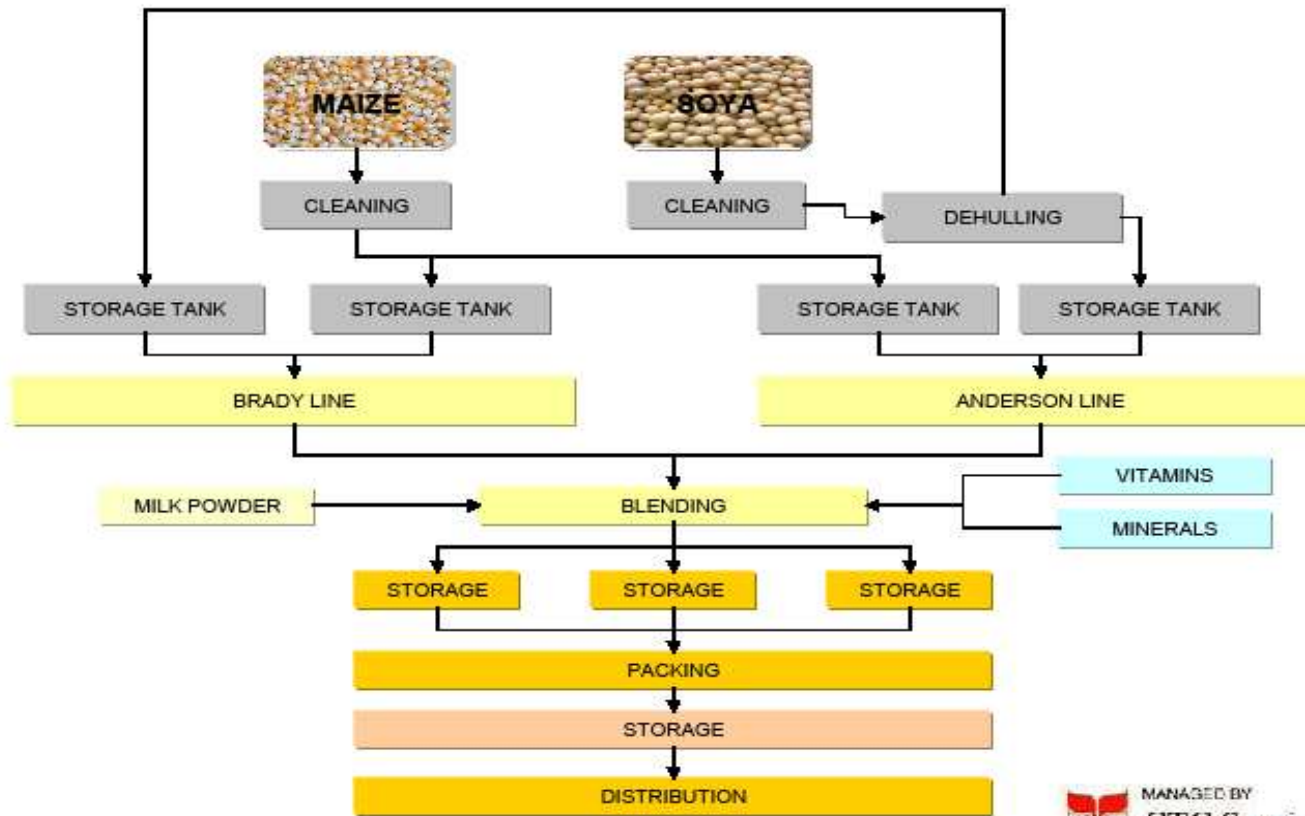 MAIZE
SOYA
CLEANING
CLEANING
DEHULLING
STORAGE TANK
STORAGE TANK
STORAGE TANK
STORAGE TANK
BRADY LINE
ANDERSON LINE
MILK POWDER
BLENDING
VITAMINS
MINERALS
STORAGE
STORAGE
STORAGE
PACKING
STORAGE
DISTRIBUTION
MANAGED BY